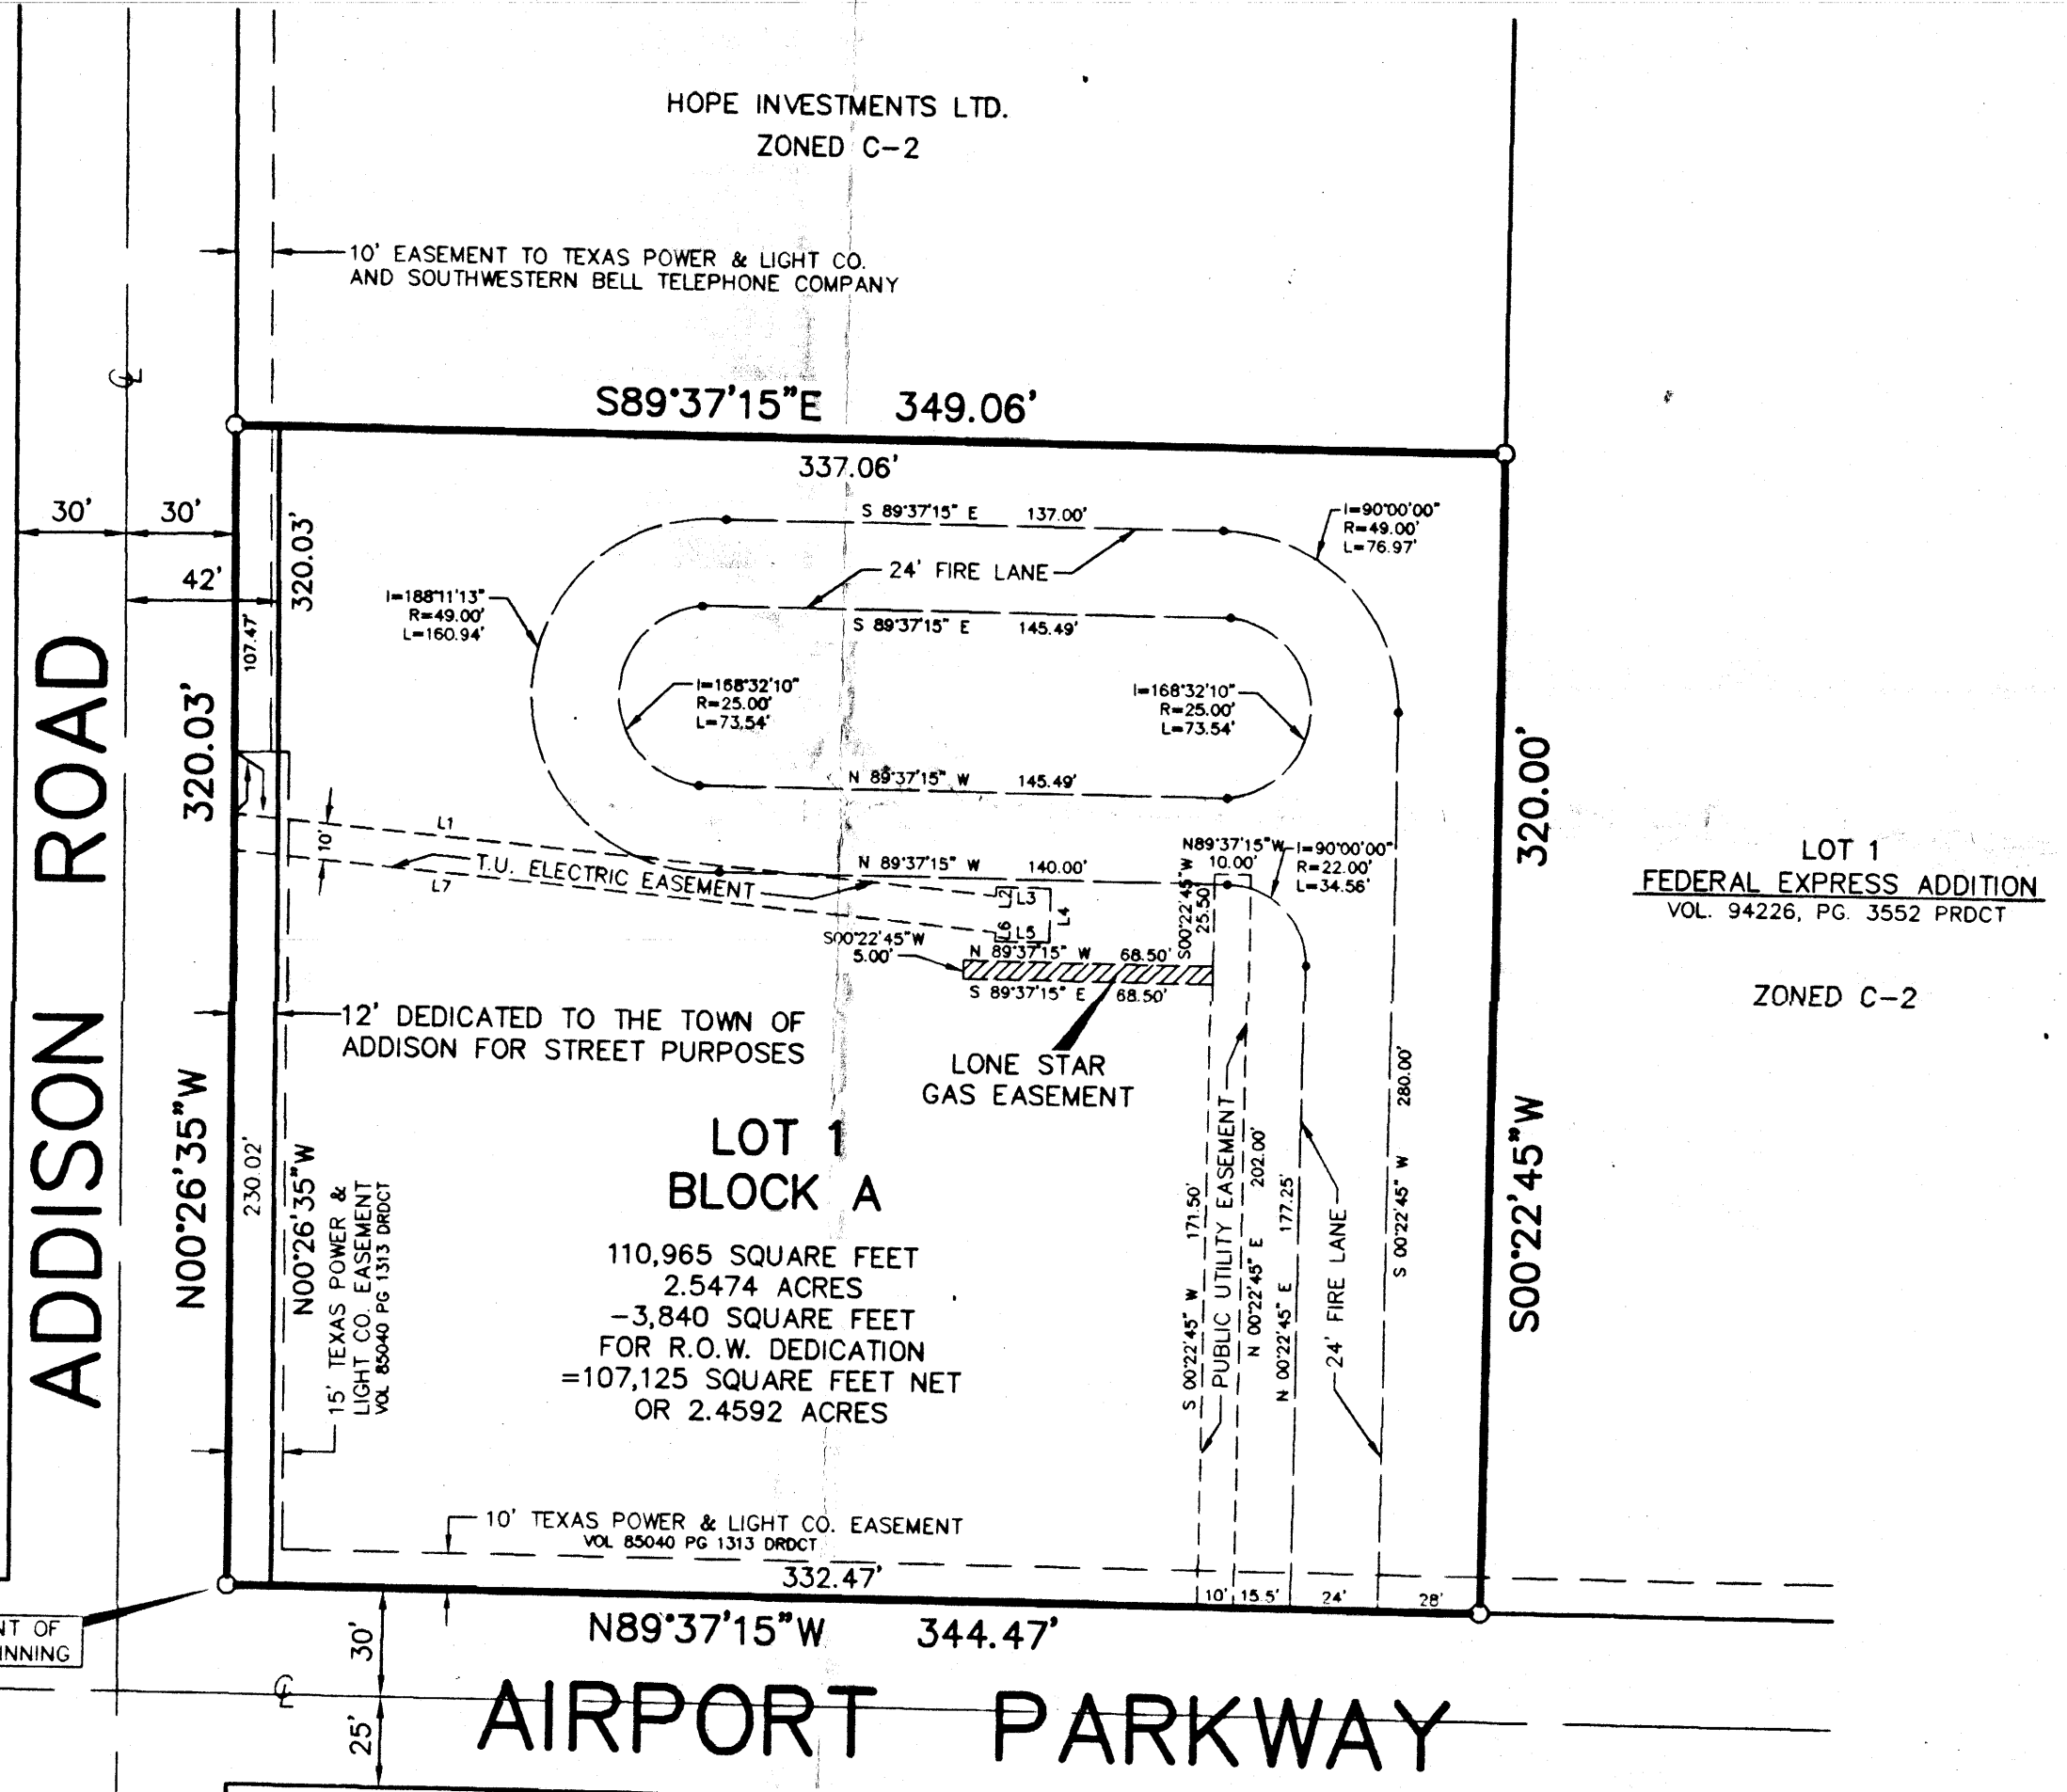 HOPE INVESTMENTS LTD.
ZONED C-2
10' EASEMENT TO TEXAS POWER & LIGHT CO.
AND SOUTHWESTERN BELL TELEPHONE COMPANY
S89°37'15"E 349.06'
337.06'
30'
30'
42'
320.03'
107.47'
S 89°37'15" E 137.00'
I=90°00'00"
R=49.00'
L=76.97'
24' FIRE LANE
I=188°11'13"
R=49.00'
L=160.94'
S 89°37'15" E 145.49'
I=168°32'10"
R=25.00'
L=73.54'
I=168°32'10"
R=25.00'
L=73.54'
N 89°37'15" W 145.49'
320.03'
320.00'
10'
L1
T.U. ELECTRIC EASEMENT
L7
N 89°37'15" W 140.00'
N89°37'15"W
10.00'
I=90°00'00"
R=22.00'
L=34.56'
S00°22'45"W
25.50'
L3
L4
L6
L5
S00°22'45"W
5.00'
N 89°37'15" W 68.50'
S 89°37'15" E 68.50'
LOT 1
FEDERAL EXPRESS ADDITION
VOL. 94226, PG. 3552 PRDCT
ZONED C-2
12' DEDICATED TO THE TOWN OF
ADDISON FOR STREET PURPOSES
LONE STAR
GAS EASEMENT
ADDISON ROAD
N00°26'35"W
230.02'
N00°26'35"W
15' TEXAS POWER &
LIGHT CO. EASEMENT
VOL 85040 PG 1313 DRDCT
LOT 1
BLOCK A
110,965 SQUARE FEET
2.5474 ACRES
-3,840 SQUARE FEET
FOR R.O.W. DEDICATION
=107,125 SQUARE FEET NET
OR 2.4592 ACRES
S 00°22'45" W 171.50'
PUBLIC UTILITY EASEMENT
N 00°22'45" E 202.00'
N 00°22'45" E 177.25'
24' FIRE LANE
S 00°22'45" W 280.00'
S00°22'45"W
10' TEXAS POWER & LIGHT CO. EASEMENT
VOL 85040 PG 1313 DRDCT
332.47'
10' 15.5' 24' 28'
N89°37'15"W 344.47'
NT OF
INNING
30'
25'
AIRPORT PARKWAY